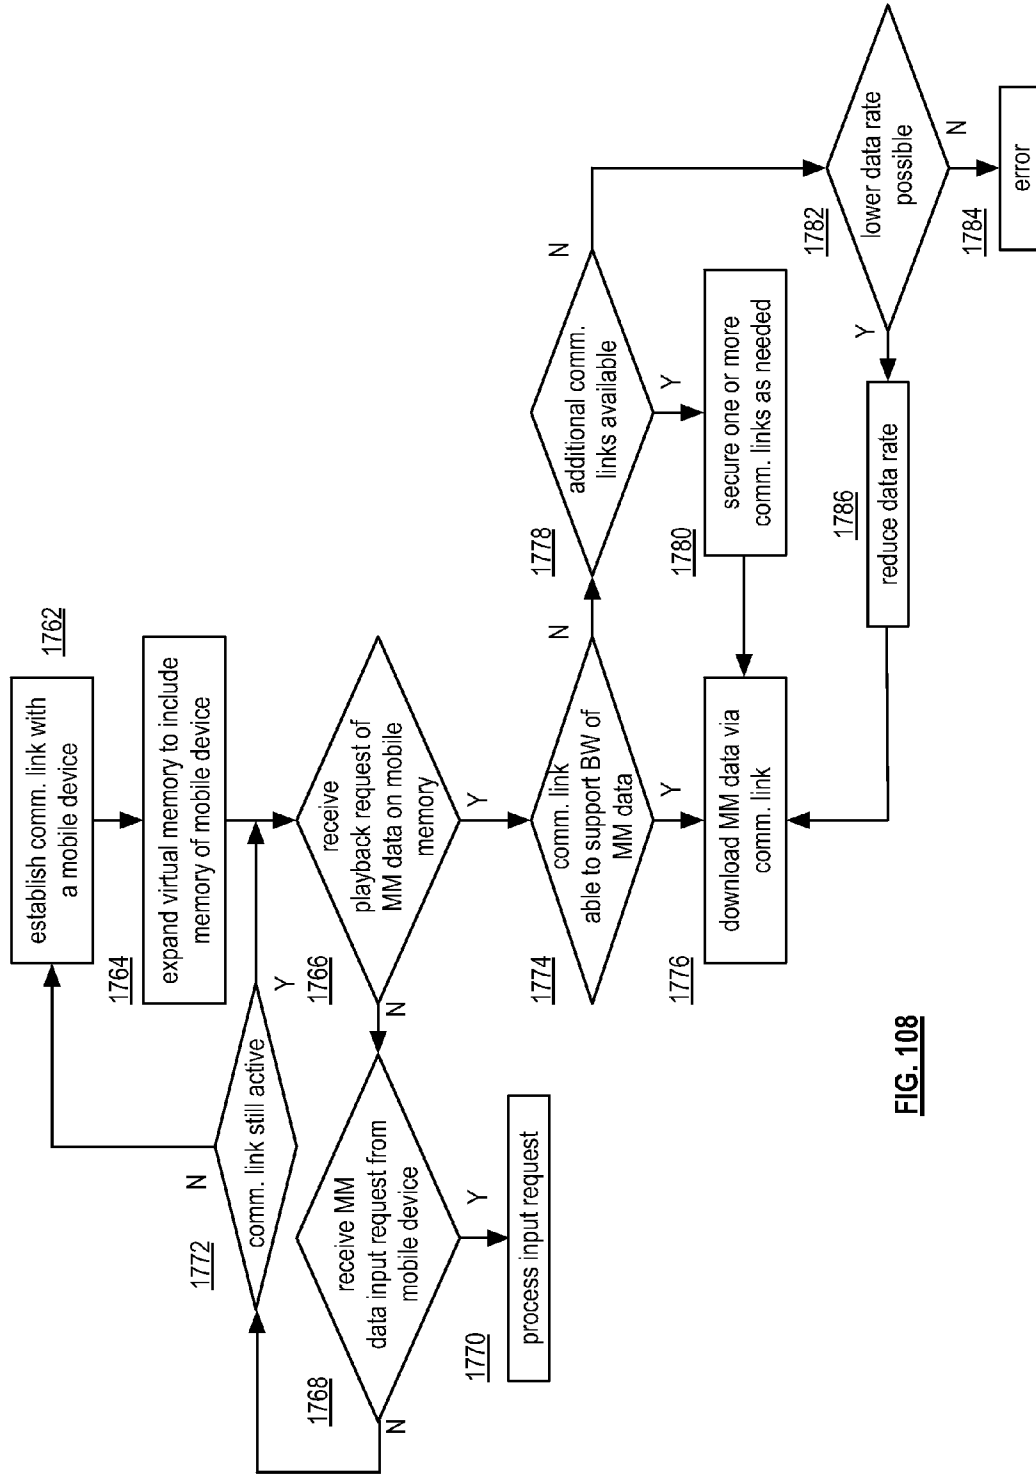 1762
establish comm. link with
a mobile device
1764
expand virtual memory to include
memory of mobile device
1772
N
comm. link still active
Y
1766
receive
playback request of
MM data on mobile
memory
N
Y
1768
receive MM
data input request from
mobile device
N
Y
1770
process input request
1774
comm. link
able to support BW of
MM data
N
Y
1776
download MM data via
comm. link
1778
additional comm.
links available
N
Y
1780
secure one or more
comm. links as needed
1782
lower data rate
possible
Y
N
1786
reduce data rate
1784
error
FIG. 108